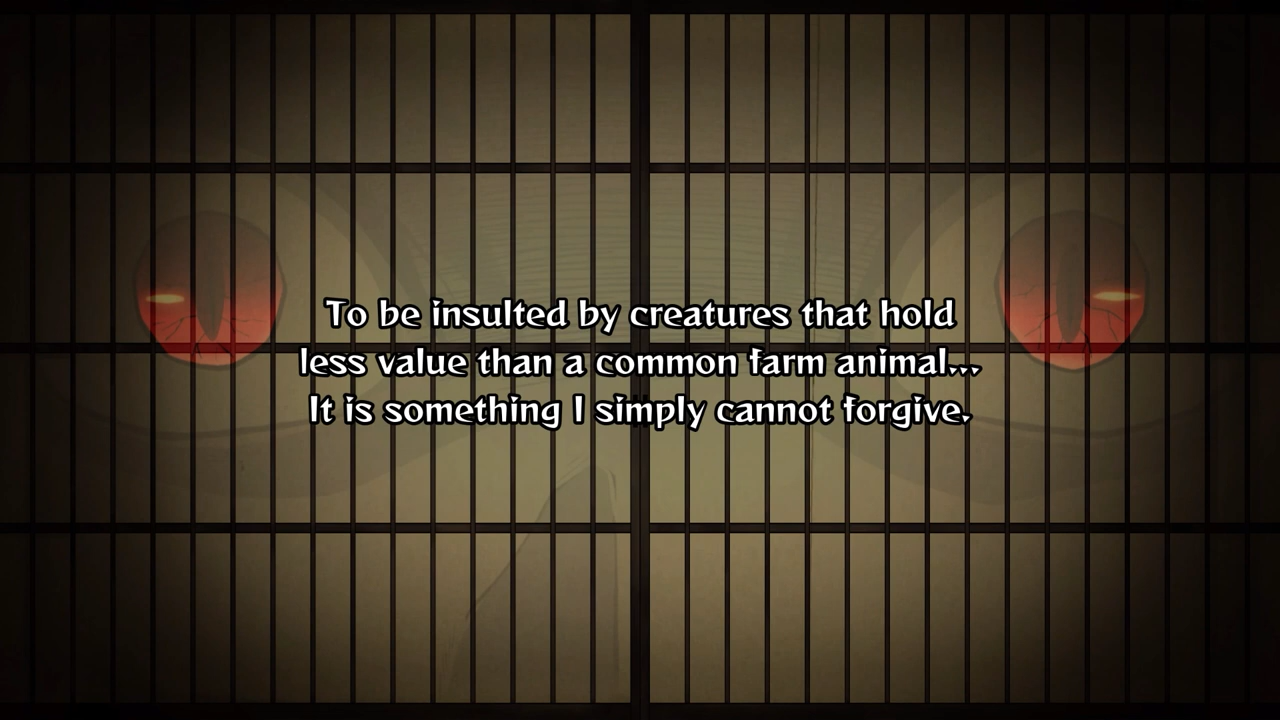 To be insulted by creatures that hold
less value than a common farm animal...
It is something I simply cannot forgive.